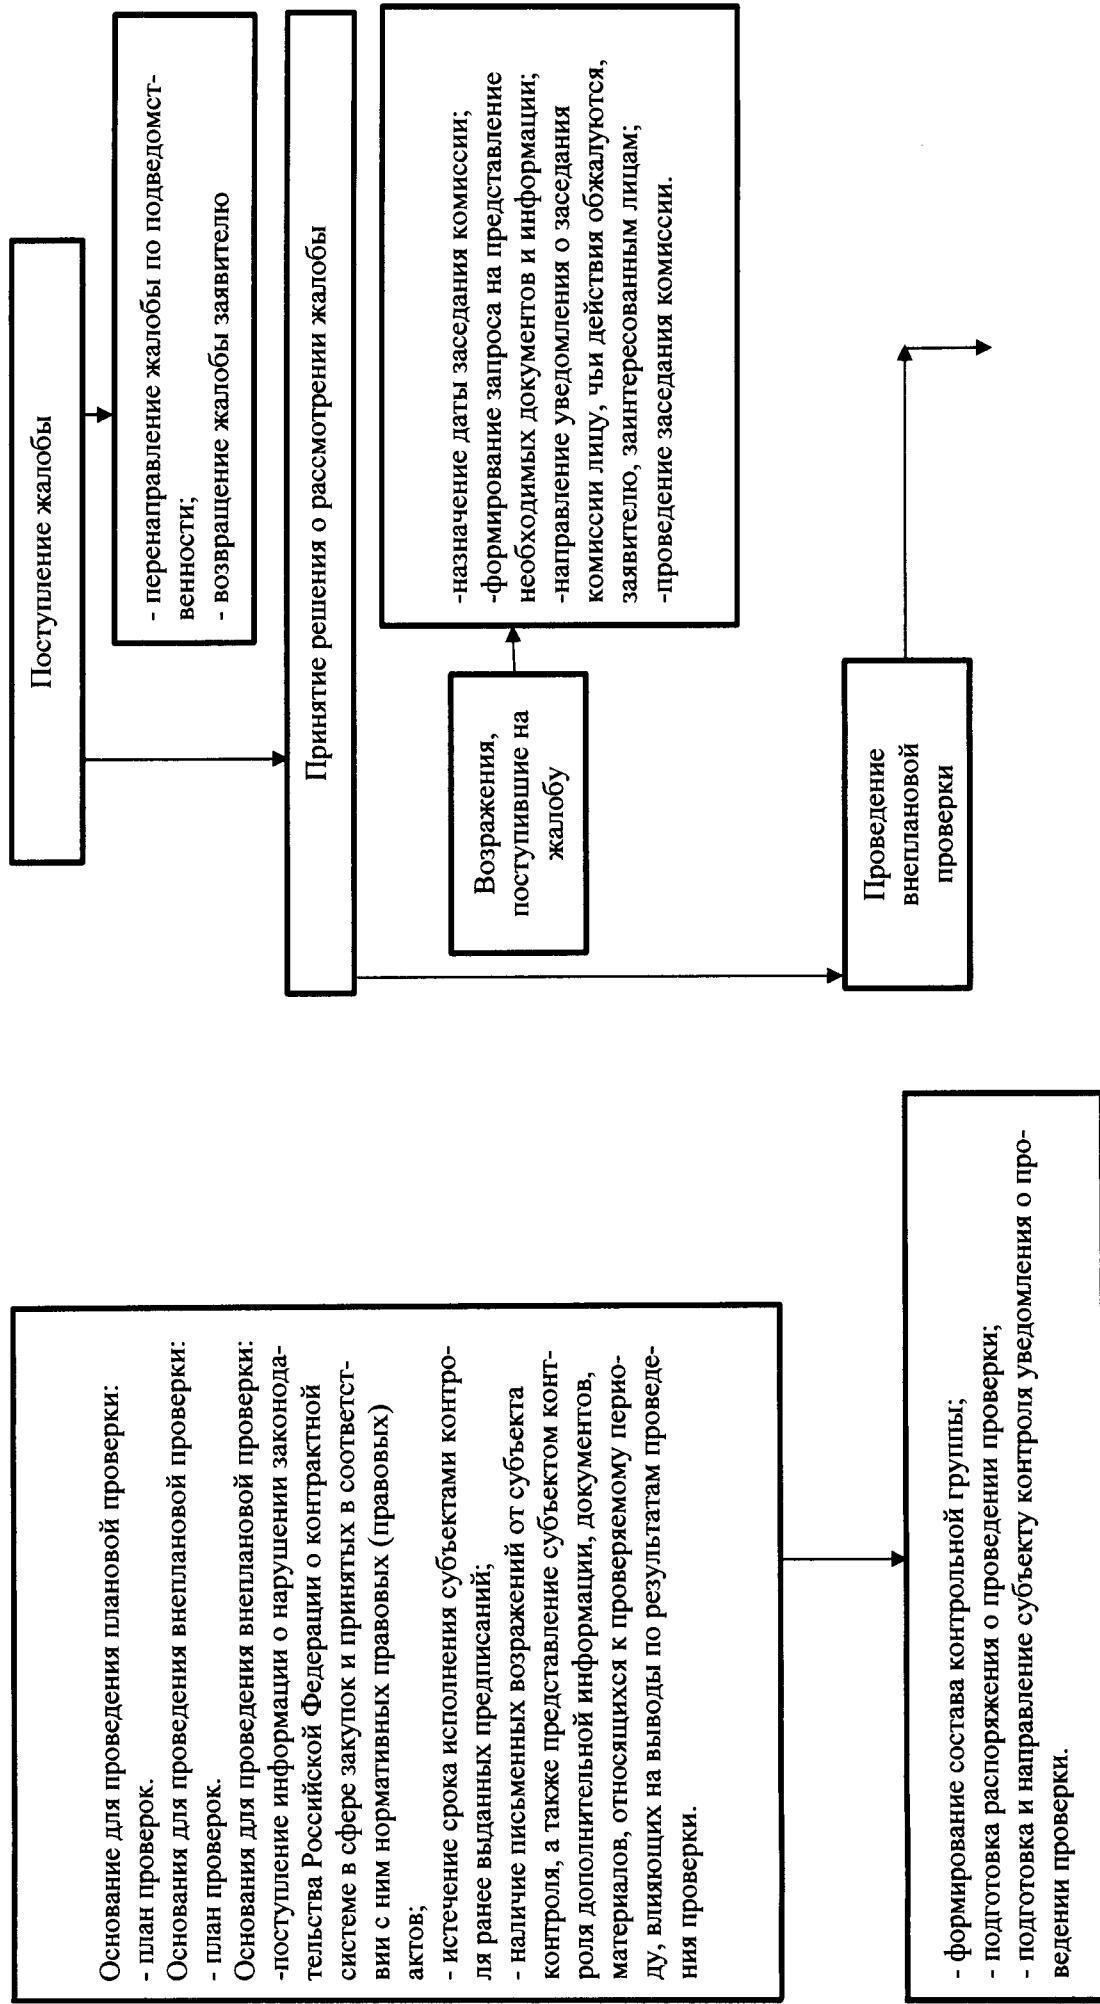 Основание для проведения плановой проверки:
- план проверок.
Основания для проведения внеплановой проверки:
- план проверок.
Основания для проведения внеплановой проверки:
-поступление информации о нарушении законода-
тельства Российской Федерации о контрактной
системе в сфере закупок и принятых в соответст-
вии с ним нормативных правовых (правовых)
актов;
- истечение срока исполнения субъектами контро-
ля ранее выданных предписаний;
- наличие письменных возражений от субъекта
контроля, а также представление субъектом конт-
роля дополнительной информации, документов,
материалов, относящихся к проверяемому перио-
ду, влияющих на выводы по результатам проведе-
ния проверки.
- формирование состава контрольной группы;
- подготовка распоряжения о проведении проверки;
- подготовка и направление субъекту контроля уведомления о про-
ведении проверки.
Поступление жалобы
- перенаправление жалобы по подведомст-
венности;
- возвращение жалобы заявителю
Принятие решения о рассмотрении жалобы
-назначение даты заседания комиссии;
-формирование запроса на представление
необходимых документов и информации;
-направление уведомления о заседания
комиссии лицу, чьи действия обжалуются,
заявителю, заинтересованным лицам;
-проведение заседания комиссии.
Возражения,
поступившие на
жалобу
Проведение
внеплановой
проверки